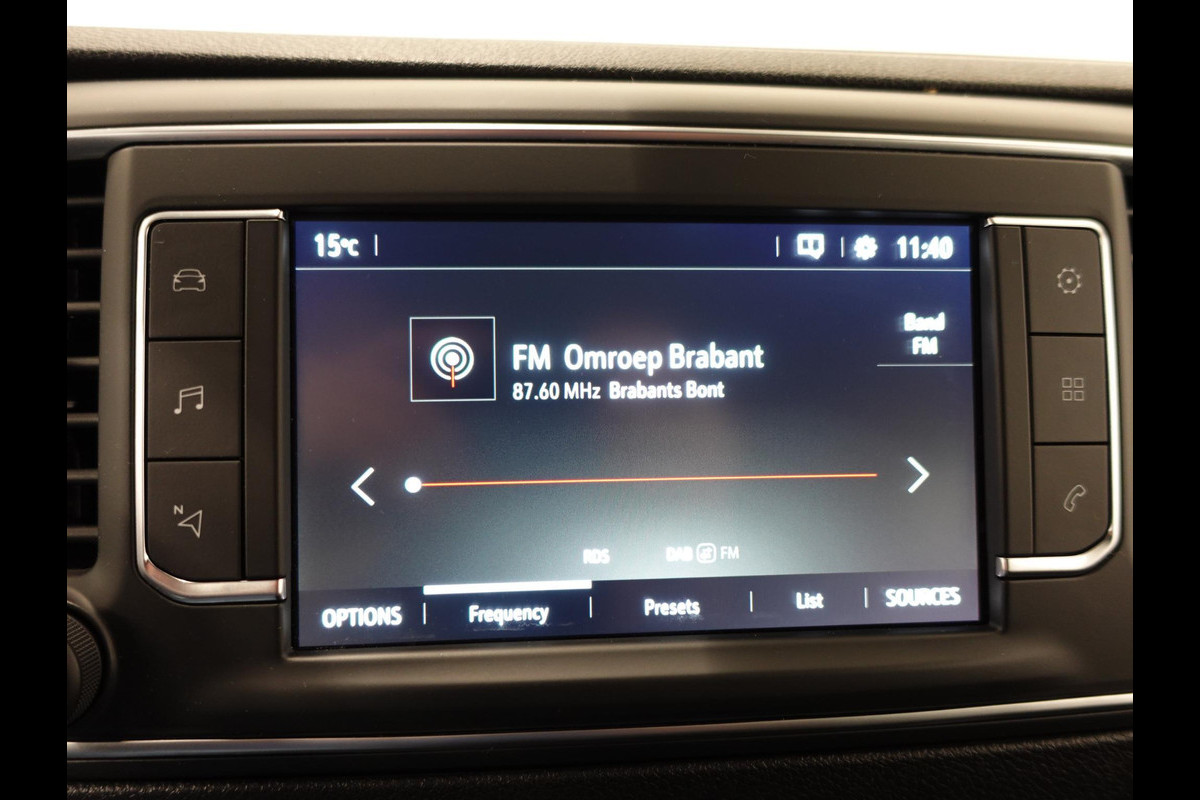 15°C 11:40
Band
FM
FM Omroep Brabant
87.60 MHz Brabants Bont
RDS DAB FM
OPTIONS Frequency Presets List SOURCES
N